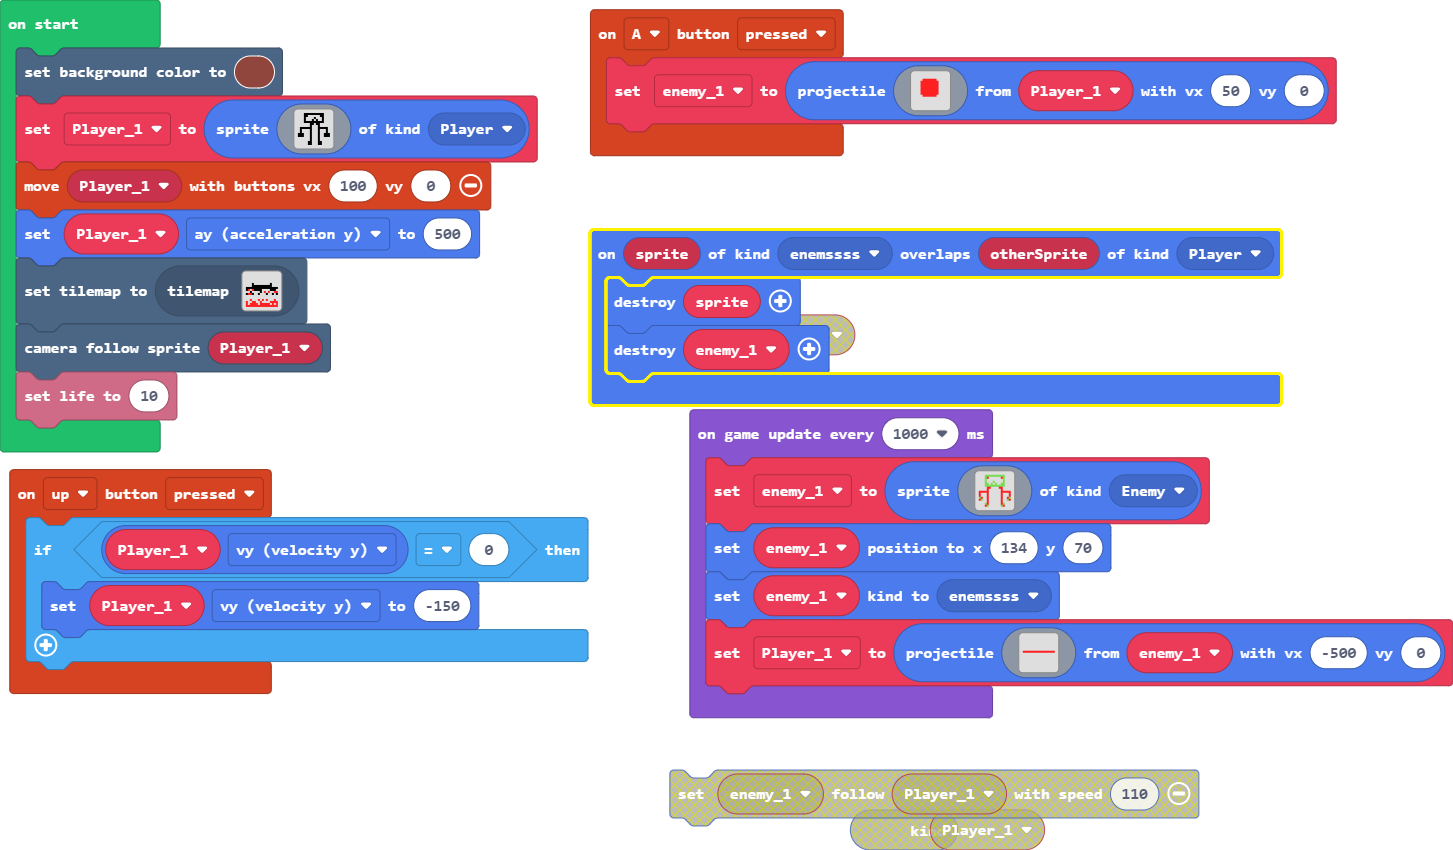 on start
set background color to
set Player_1 to sprite of kind Player
move Player_1 with buttons vx 100 vy 0
set Player_1 ay (acceleration y) to 500
set tilemap to tilemap
camera follow sprite Player_1
set life to 10
on up button pressed
if Player_1 vy (velocity y) = 0 then
set Player_1 vy (velocity y) to -150
on A button pressed
set enemy_1 to projectile from Player_1 with vx 50 vy 0
on sprite of kind enemssss overlaps otherSprite of kind Player
destroy sprite
destroy enemy_1
on game update every 1000 ms
set enemy_1 to sprite of kind Enemy
set enemy_1 position to x 134 y 70
set enemy_1 kind to enemssss
set Player_1 to projectile from enemy_1 with vx -500 vy 0
set enemy_1 follow Player_1 with speed 110
Player_1